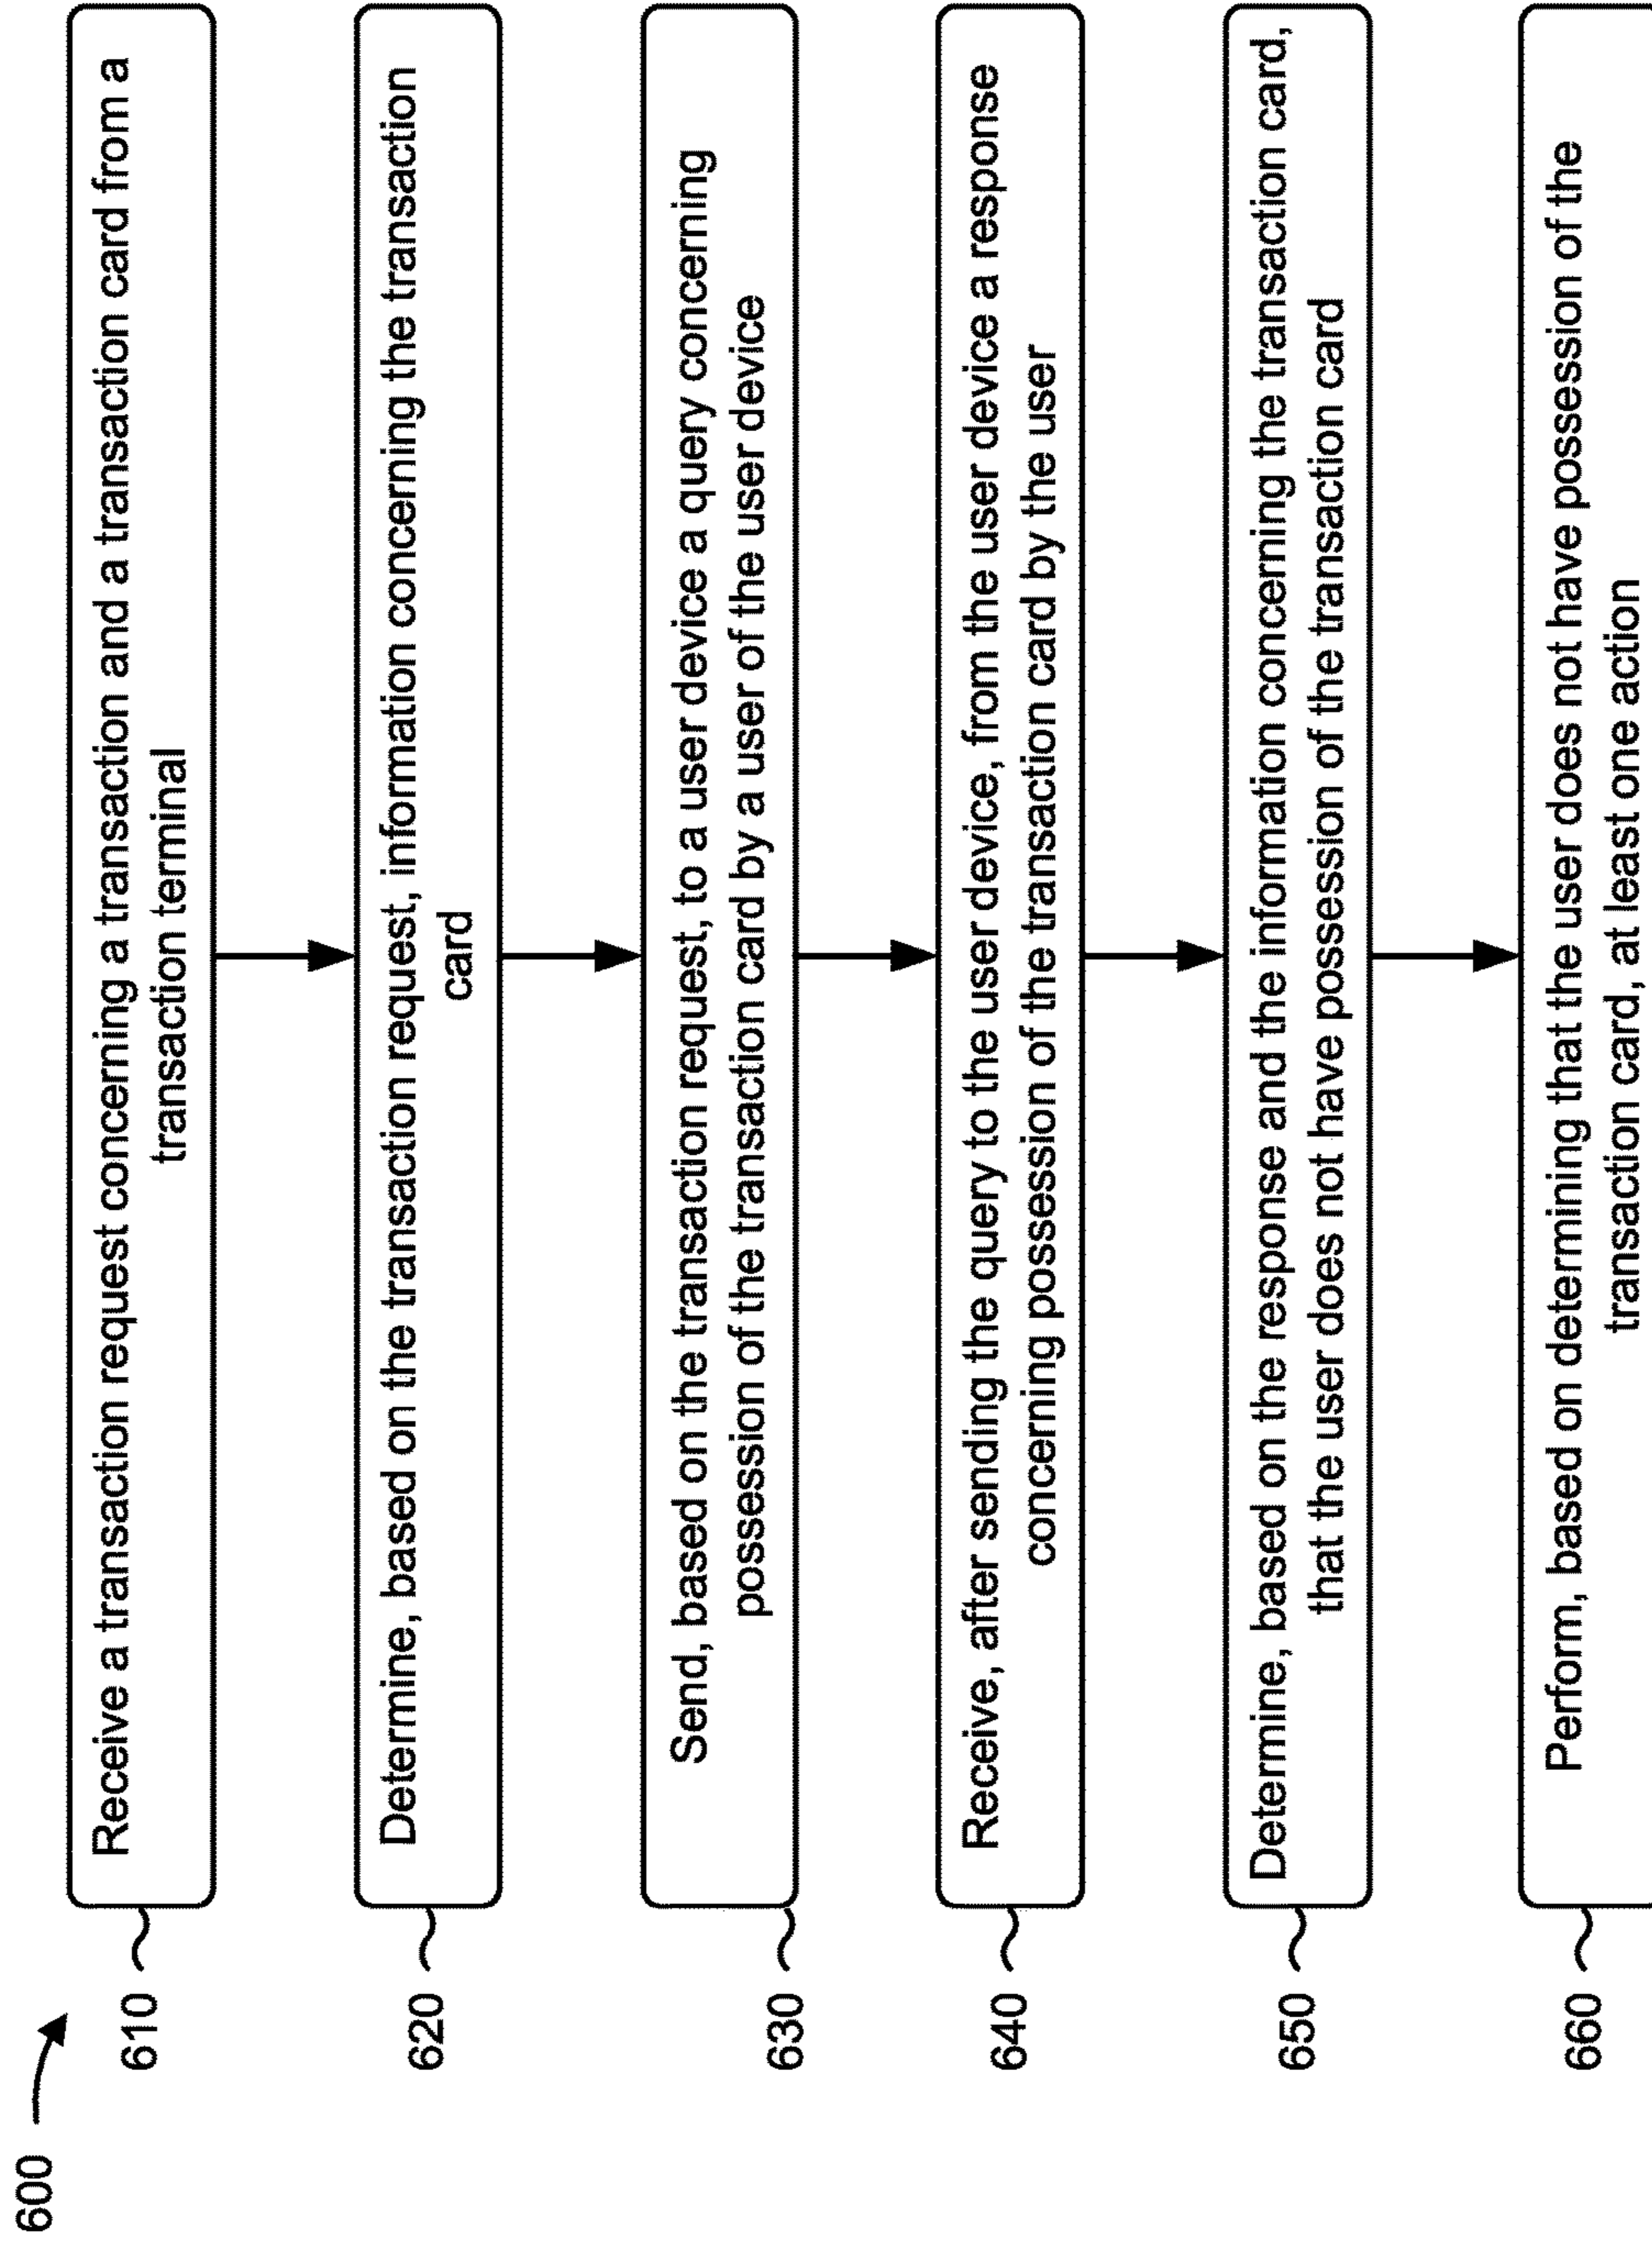 600
610
Receive a transaction request concerning a transaction and a transaction card from a
transaction terminal
620
Determine, based on the transaction request, information concerning the transaction
card
630
Send, based on the transaction request, to a user device a query concerning
possession of the transaction card by a user of the user device
640
Receive, after sending the query to the user device, from the user device a response
concerning possession of the transaction card by the user
650
Determine, based on the response and the information concerning the transaction card,
that the user does not have possession of the transaction card
660
Perform, based on determining that the user does not have possession of the
transaction card, at least one action